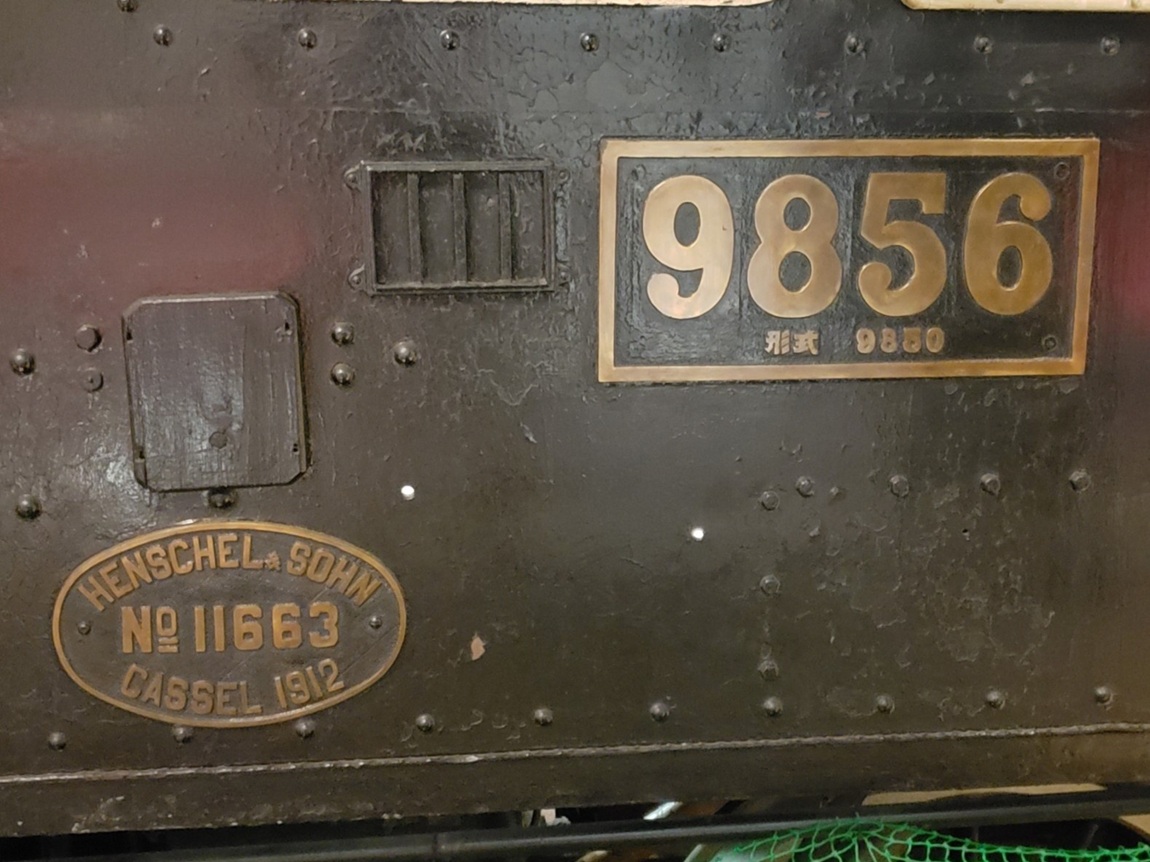 9856
形式 9850
HENSCHEL & SOHN
No 11663
CASSEL 1912